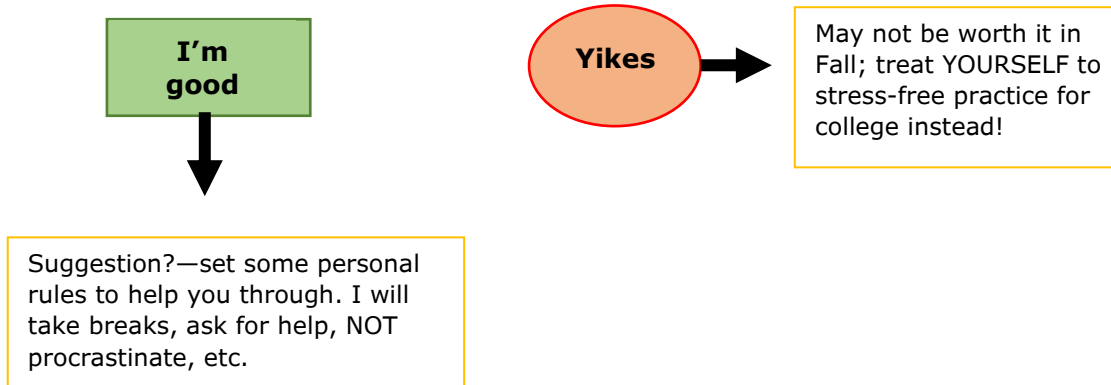 I’m
good
Yikes
May not be worth it in
Fall; treat YOURSELF to
stress-free practice for
college instead!
Suggestion?—set some personal
rules to help you through. I will
take breaks, ask for help, NOT
procrastinate, etc.